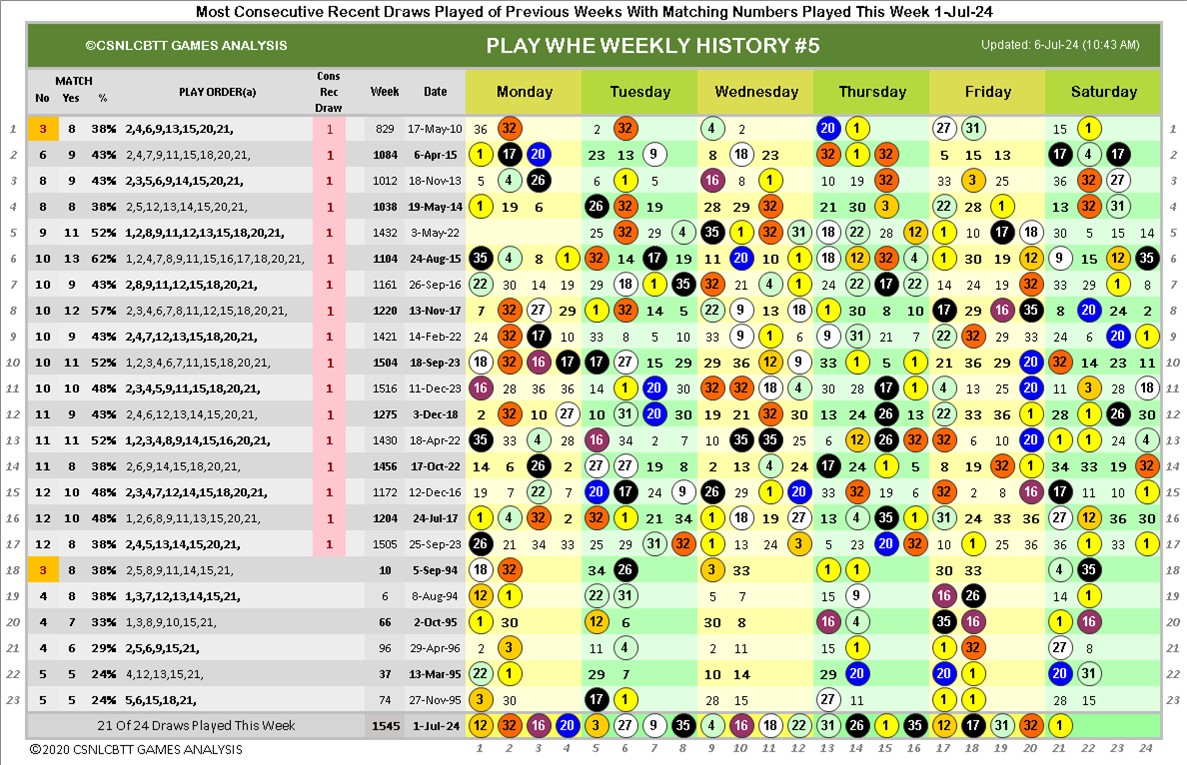 Most Consecutive Recent Draws Played of Previous Weeks With Matching Numbers Played This Week 1-Jul-24
©CSNLCBTT GAMES ANALYSIS PLAY WHE WEEKLY HISTORY #5 Updated: 6-Jul-24 (10:43 AM)
No MATCH Yes % PLAY ORDER(a) Cons Rec Draw Week Date Monday Tuesday Wednesday Thursday Friday Saturday
1 3 8 38% 2,4,6,9,13,15,20,21, 1 829 17-May-10 36 32 2 32 4 2 20 14 27 31 15 1 1
2 6 9 43% 2,4,7,9,11,15,18,20,21, 1 1084 6-Apr-15 1 17 20 23 13 9 8 18 23 32 1 32 5 15 13 17 4 17 2
3 8 9 43% 2,3,5,6,9,14,15,20,21, 1 1012 18-Nov-13 5 4 26 6 1 5 16 8 1 10 19 32 33 3 25 36 32 27 3
4 8 8 38% 2,5,12,13,14,15,20,21, 1 1038 19-May-14 1 19 6 26 32 19 28 29 32 21 30 3 22 28 1 13 32 31 4
5 9 11 52% 1,2,8,9,11,12,13,15,18,20,21, 1 1432 3-May-22 25 32 29 4 35 1 32 31 18 22 28 12 1 10 17 18 30 5 15 14 5
6 10 13 62% 1,2,4,7,8,9,11,15,16,17,18,20,21, 1 1104 24-Aug-15 35 4 8 1 32 14 17 19 11 20 10 1 18 12 32 4 1 30 19 12 9 15 12 35 6
7 10 9 43% 2,8,9,11,12,15,18,20,21, 1 1161 26-Sep-16 22 30 14 19 29 18 1 35 32 21 4 1 24 22 17 22 14 24 19 32 33 29 1 8 7
8 10 12 57% 2,3,4,6,7,8,11,12,15,18,20,21, 1 1220 13-Nov-17 7 32 27 29 1 32 14 5 22 9 13 18 1 30 8 10 17 29 16 35 8 20 24 2 8
9 10 9 43% 2,4,7,12,13,15,18,20,21, 1 1421 14-Feb-22 24 32 17 10 33 8 5 10 33 9 1 29 9 31 21 7 22 32 29 33 24 6 20 1 9
10 10 11 52% 1,2,3,4,6,7,11,15,18,20,21, 1 1504 18-Sep-23 18 32 16 17 17 27 15 29 29 36 12 9 33 1 5 1 21 36 29 20 32 14 23 11 10
11 10 10 48% 2,3,4,5,9,11,15,18,20,21, 1 1516 11-Dec-23 16 28 36 36 14 1 20 30 32 32 18 4 30 28 17 1 4 13 25 20 11 3 28 18 11
12 11 9 43% 2,4,6,12,13,14,15,20,21, 1 1275 3-Dec-18 2 32 10 27 10 31 20 30 19 21 32 30 13 24 26 13 22 33 36 1 28 1 26 30 12
13 11 11 52% 1,2,3,4,8,9,14,15,16,20,21, 1 1430 18-Apr-22 35 33 4 28 16 34 2 7 10 35 35 25 6 12 26 32 32 6 10 20 1 1 24 4 13
14 11 8 38% 2,6,9,14,15,18,20,21, 1 1456 17-Oct-22 14 6 26 2 27 27 19 8 2 13 4 24 17 24 1 5 8 19 32 1 34 33 19 32 14
15 12 10 48% 2,3,4,7,12,14,15,18,20,21, 1 1172 12-Dec-16 19 7 22 7 20 17 24 9 26 29 1 20 33 32 19 6 32 2 8 16 17 11 10 1 15
16 12 10 48% 1,2,6,8,9,11,13,15,20,21, 1 1204 24-Jul-17 1 4 32 2 32 1 21 34 1 18 19 27 13 4 35 1 31 24 33 36 27 12 36 30 16
17 12 8 38% 2,4,5,13,14,15,20,21, 1 1505 25-Sep-23 26 21 34 33 25 29 31 32 1 13 24 3 5 23 20 32 10 1 25 36 36 1 33 1 17
18 3 8 38% 2,5,8,9,11,14,15,21, 10 5-Sep-94 18 32 34 26 3 33 1 1 30 33 4 35 18
19 4 8 38% 1,3,7,12,13,14,15,21, 6 8-Aug-94 12 1 22 31 5 7 15 9 16 26 14 1 19
20 4 7 33% 1,3,8,9,10,15,21, 66 2-Oct-95 1 30 12 6 30 8 16 4 35 16 1 16 20
21 4 6 29% 2,5,6,9,15,21, 96 29-Apr-96 2 3 11 4 2 11 15 1 1 32 27 8 21
22 5 5 24% 4,12,13,15,21, 37 13-Mar-95 22 1 29 7 10 14 29 20 20 1 20 31 22
23 5 5 24% 5,6,15,18,21, 74 27-Nov-95 3 30 17 1 28 15 27 11 1 1 28 15 23
21 Of 24 Draws Played This Week 1545 1-Jul-24 12 32 16 20 3 27 9 35 4 16 18 22 31 26 1 35 12 17 31 32 1
©2020 CSNLCBTT GAMES ANALYSIS 1 2 3 4 5 6 7 8 9 10 11 12 13 14 15 16 17 18 19 20 21 22 23 24